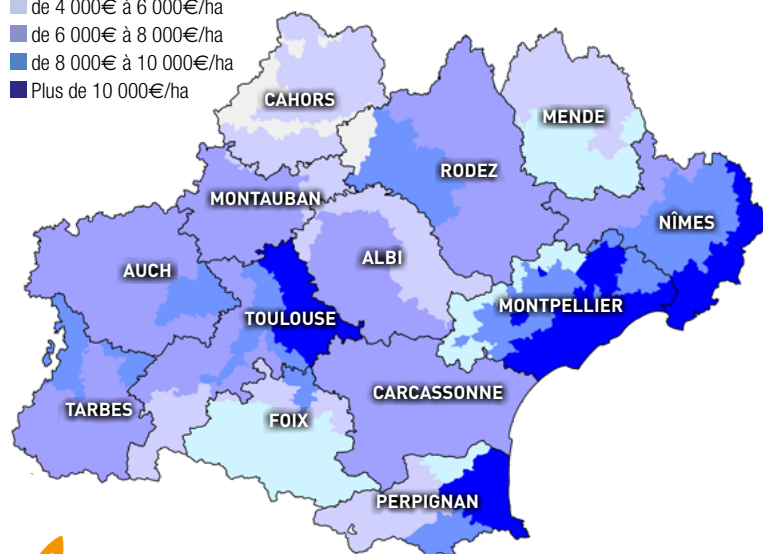 de 4 000€ à 6 000€/ha
de 6 000€ à 8 000€/ha
de 8 000€ à 10 000€/ha
Plus de 10 000€/ha
CAHORS
MENDE
RODEZ
MONTAUBAN
NÎMES
ALBI
AUCH
MONTPELLIER
TOULOUSE
CARCASSONNE
TARBES
FOIX
PERPIGNAN